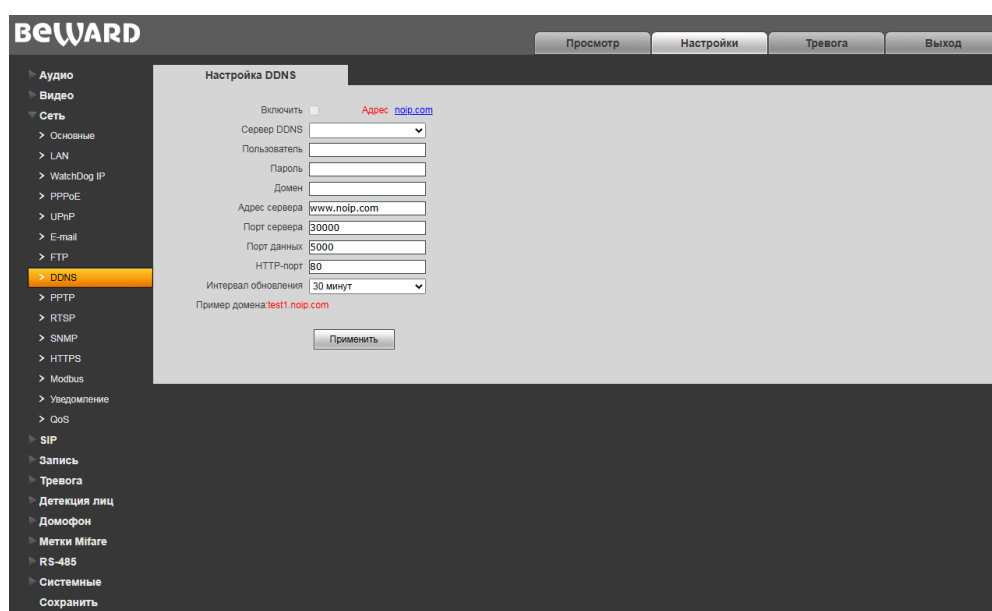 BEWARD
Просмотр
Настройки
Тревога
Выход
Аудио
Видео
Сеть
> Основные
> LAN
> WatchDog IP
> PPPoE
> UPnP
> E-mail
> FTP
> DDNS
> PPTP
> RTSP
> SNMP
> HTTPS
> Modbus
> Уведомление
> QoS
SIP
Запись
Тревога
Детекция лиц
Домофон
Метки Mifare
RS-485
Системные
Сохранить
Настройка DDNS
Включить Адрес noip.com
Сервер DDNS
Пользователь
Пароль
Домен
Адрес сервера www.noip.com
Порт сервера 30000
Порт данных 5000
HTTP-порт 80
Интервал обновления 30 минут
Пример домена:test1.noip.com
Применить